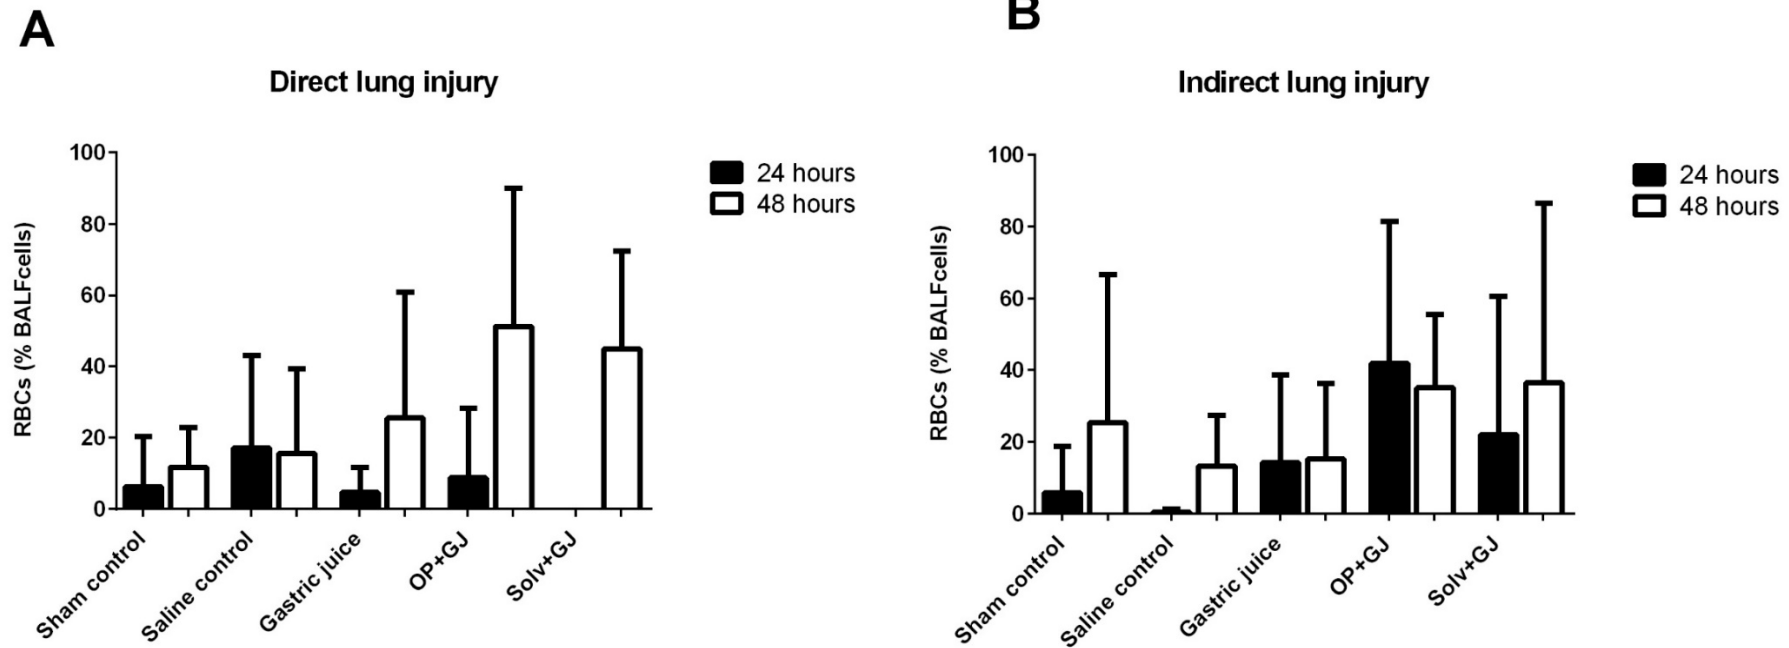 A
Direct lung injury
RBCs (% BALFcells)
100
80
60
40
20
0
Sham control
Saline control
Gastric juice
OP+GJ
Solv+GJ
24 hours
48 hours
B
Indirect lung injury
RBCs (% BALFcells)
100
80
60
40
20
0
Sham control
Saline control
Gastric juice
OP+GJ
Solv+GJ
24 hours
48 hours